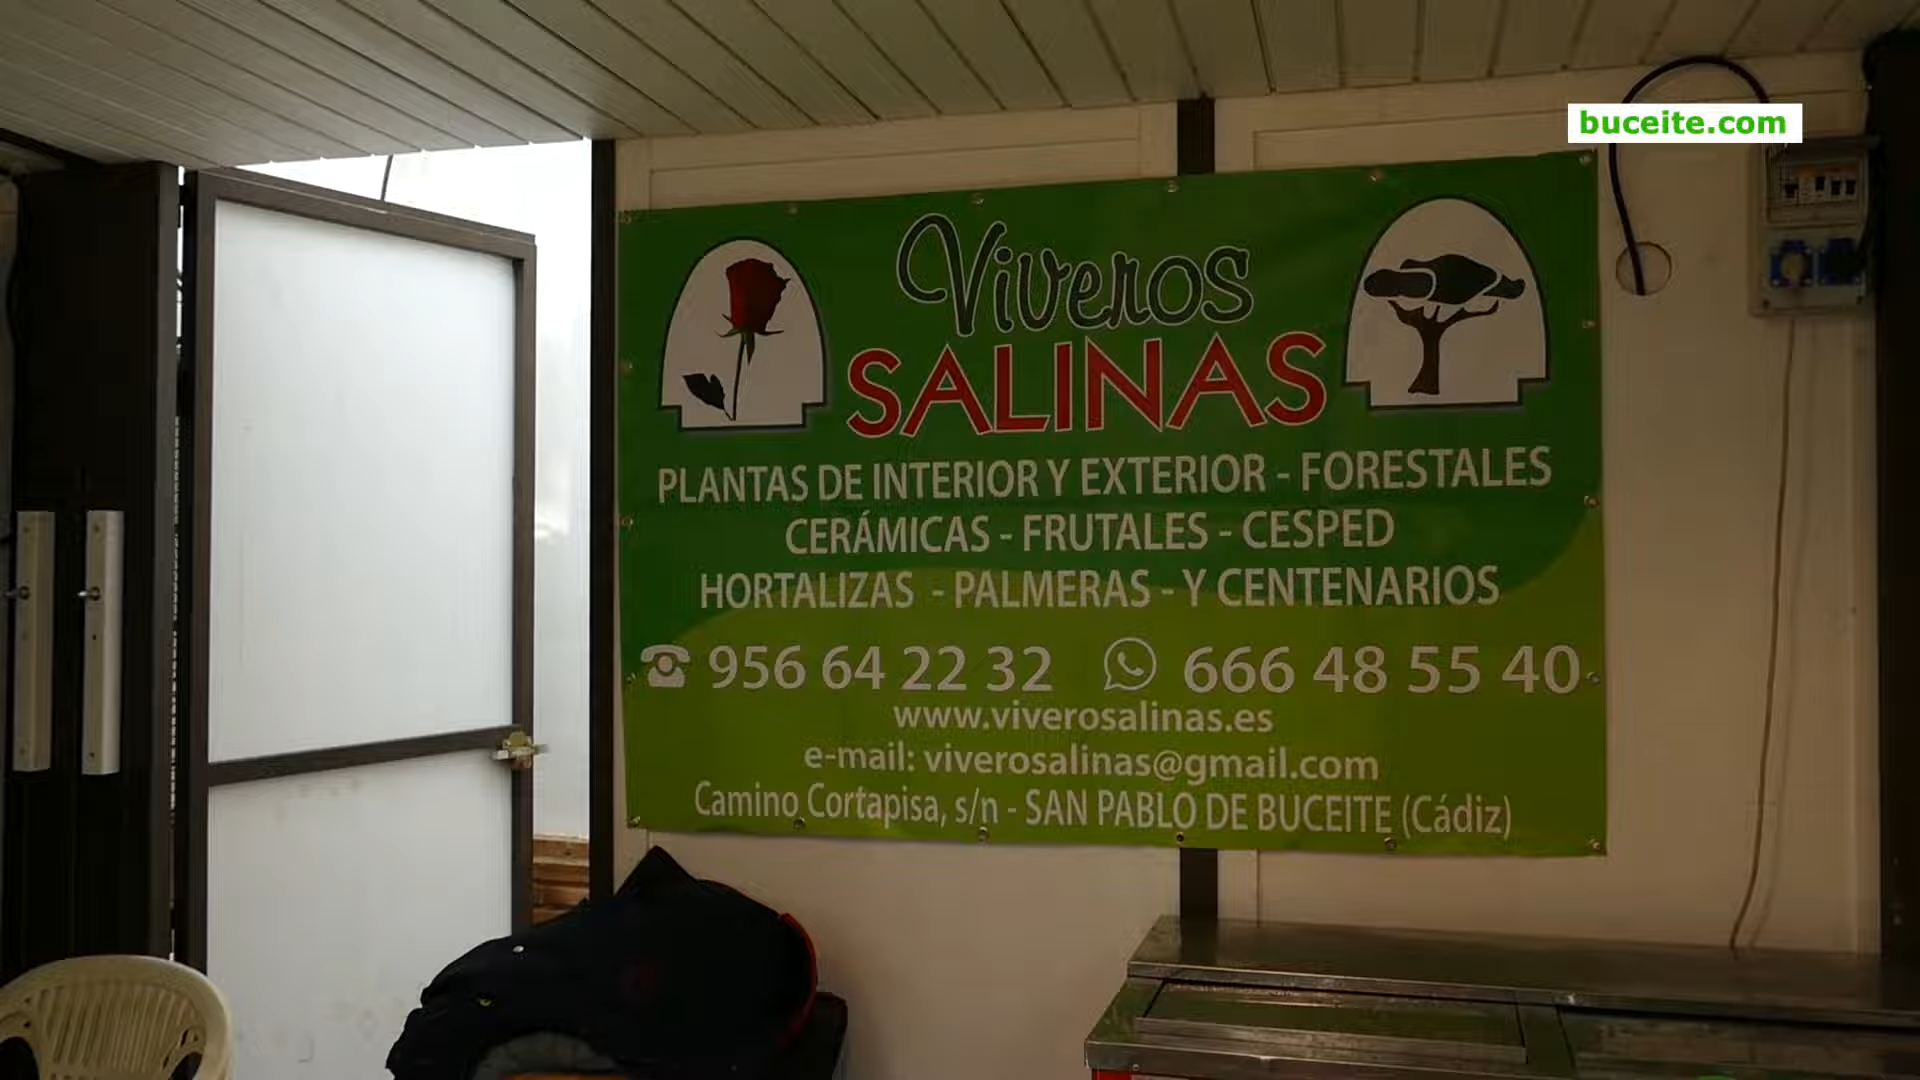 buceite.com
Viveros
SALINAS
PLANTAS DE INTERIOR Y EXTERIOR - FORESTALES
CERÁMICAS - FRUTALES - CESPED
HORTALIZAS - PALMERAS - Y CENTENARIOS
956 64 22 32 666 48 55 40
www.viverosalinas.es
e-mail: viverosalinas@gmail.com
Camino Cortapisa, s/n - SAN PABLO DE BUCEITE (Cádiz)